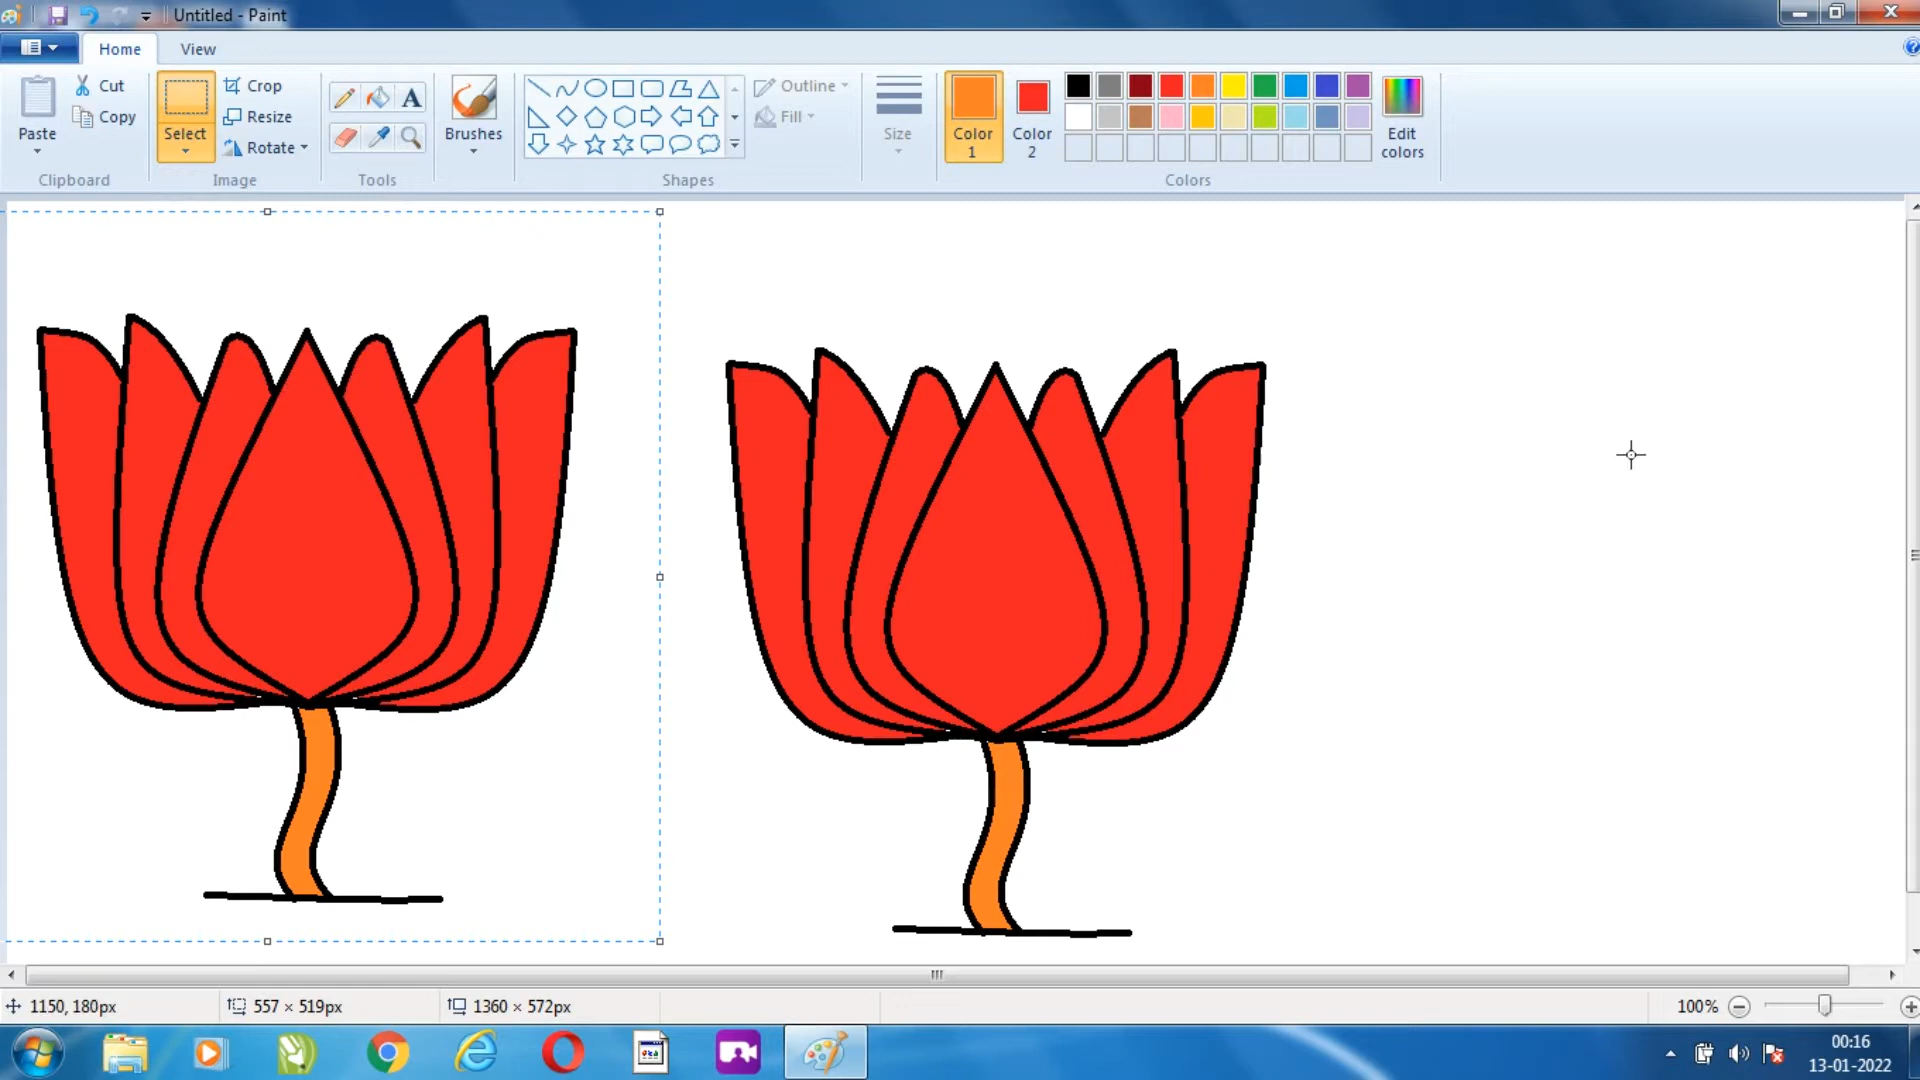 Untitled - Paint
Home View
Paste
Cut
Copy
Clipboard
Select
Crop
Resize
Rotate
Image
A
Tools
Brushes
Shapes
Outline
Fill
Size
Color 1
Color 2
Edit colors
Colors
1150, 180px
557 × 519px
1360 × 572px
100%
00:16
13-01-2022